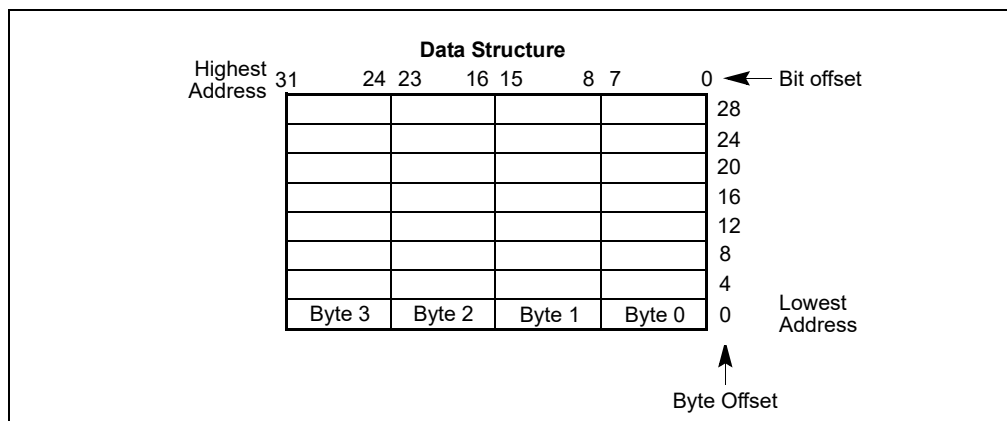 Data Structure
Highest
Address
31 24 23 16 15 8 7 0 Bit offset
28
24
20
16
12
8
4
Byte 3 Byte 2 Byte 1 Byte 0 0
Lowest
Address
Byte Offset